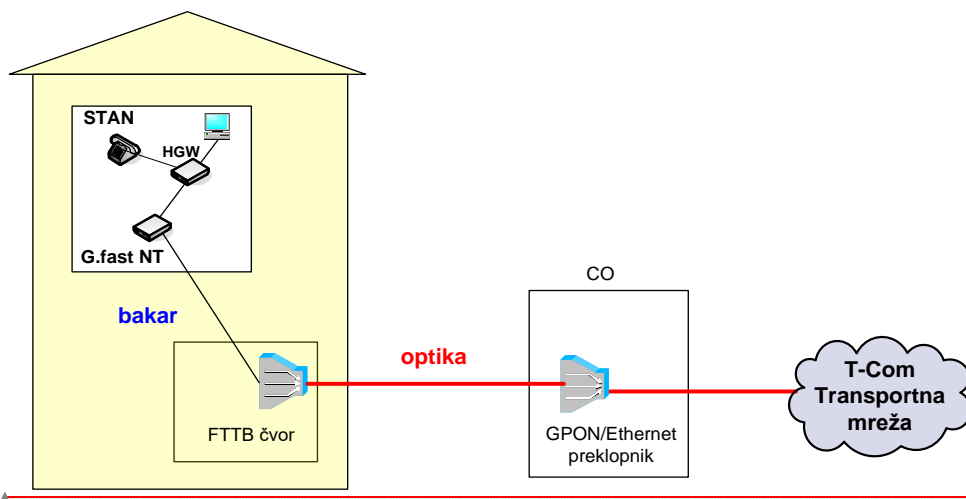 STAN
HGW
G.fast NT
bakar
FTTB čvor
optika
CO
GPON/Ethernet
preklopnik
T-Com
Transportna
mreža